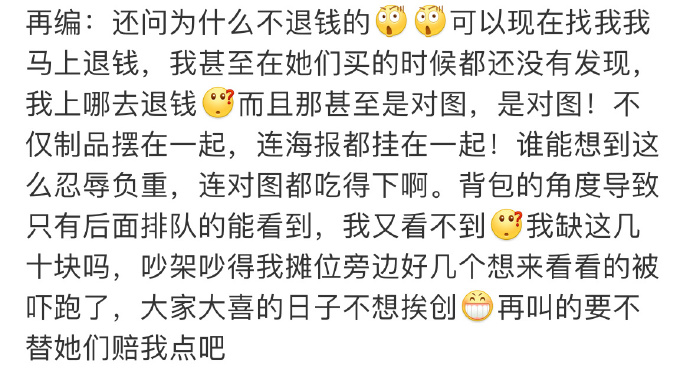 再编：还问为什么不退钱的😲😲可以现在找我我
马上退钱，我甚至在她们买的时候都还没有发现，
我上哪去退钱🤔而且那甚至是对图，是对图！不
仅制品摆在一起，连海报都挂在一起！谁能想到这
么忍辱负重，连对图都吃得下啊。背包的角度导致
只有后面排队的能看到，我又看不到🤔我缺这几
十块吗，吵架吵得我摊位旁边好几个想来看看的被
吓跑了，大家大喜的日子不想挨创😁再叫的要不
替她们赔我点吧